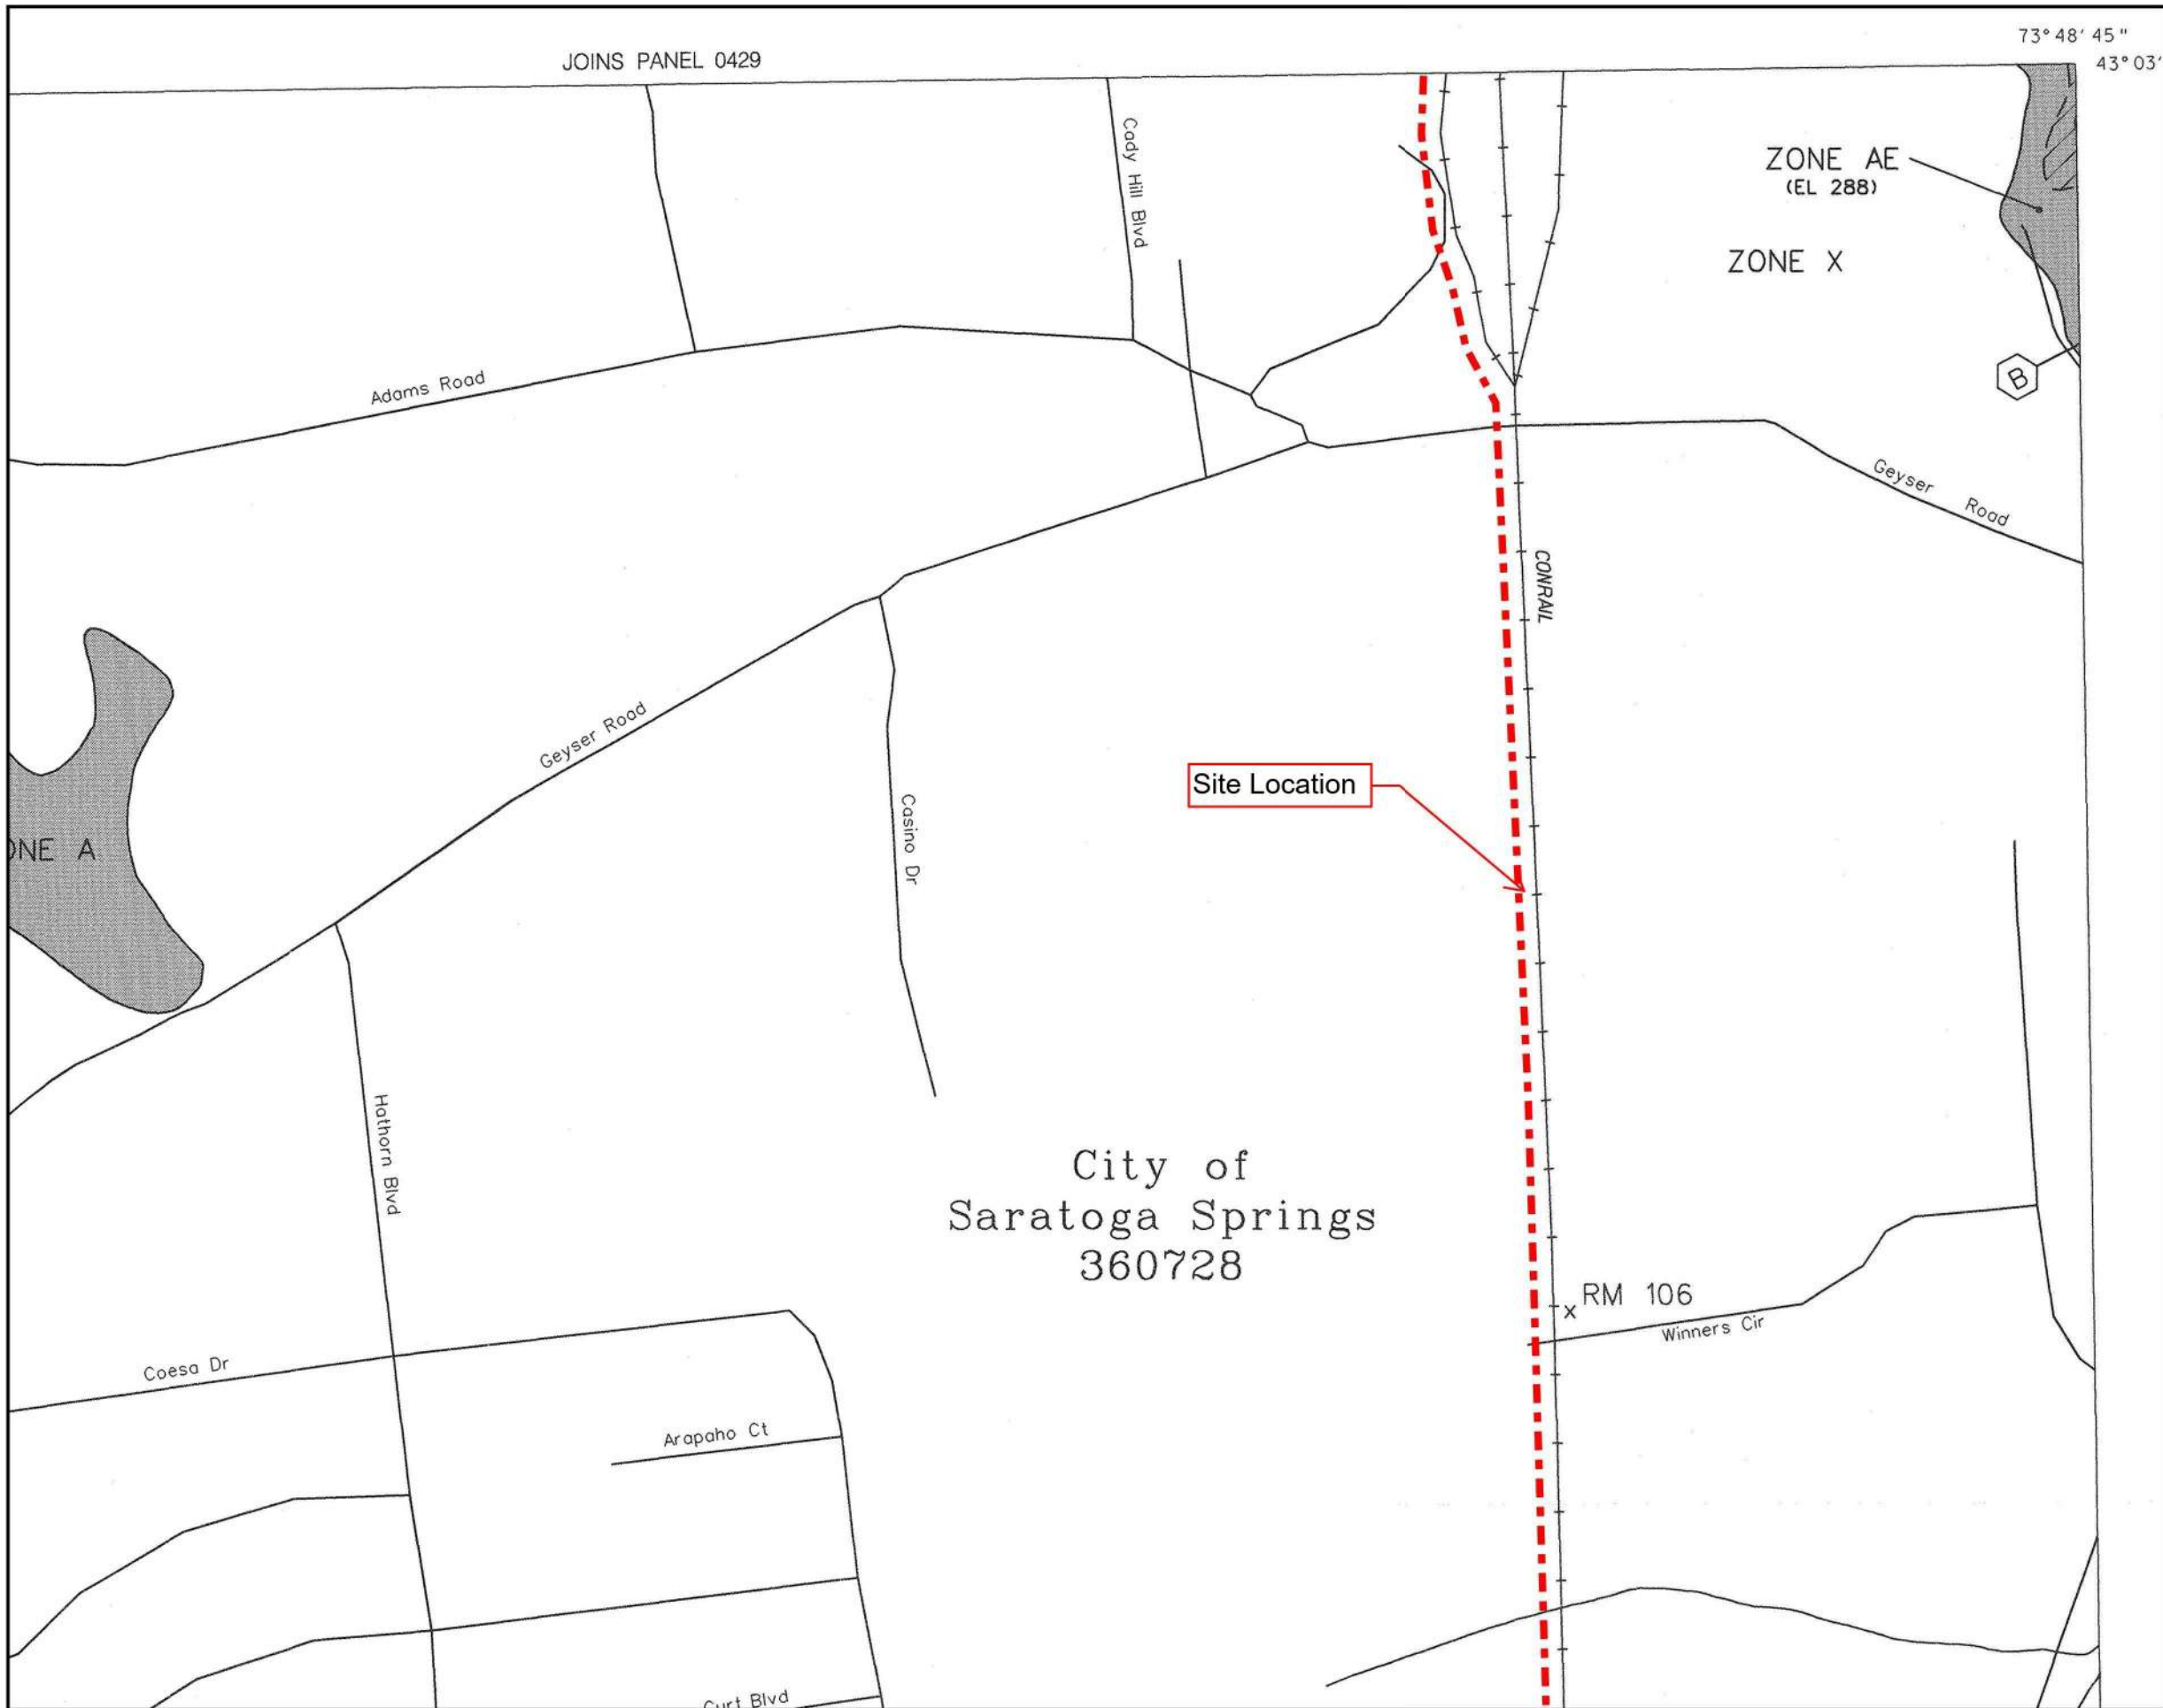 JOINS PANEL 0429
73° 48' 45"
43° 03'
Cady Hill Blvd
ZONE AE
(EL 288)
ZONE X
B
Adams Road
Geyser Road
CONRAIL
Geyser Road
Site Location
Casino Dr
ONE A
Hathorn Blvd
City of
Saratoga Springs
360728
RM 106
Winners Cir
Coesa Dr
Arapaho Ct
Curt Blvd